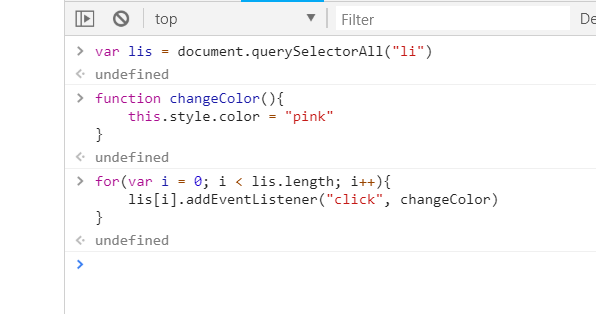 top Filter De
var lis = document.querySelectorAll("li")
undefined
function changeColor(){
this.style.color = "pink"
}
undefined
for(var i = 0; i < lis.length; i++){
lis[i].addEventListener("click", changeColor)
}
undefined